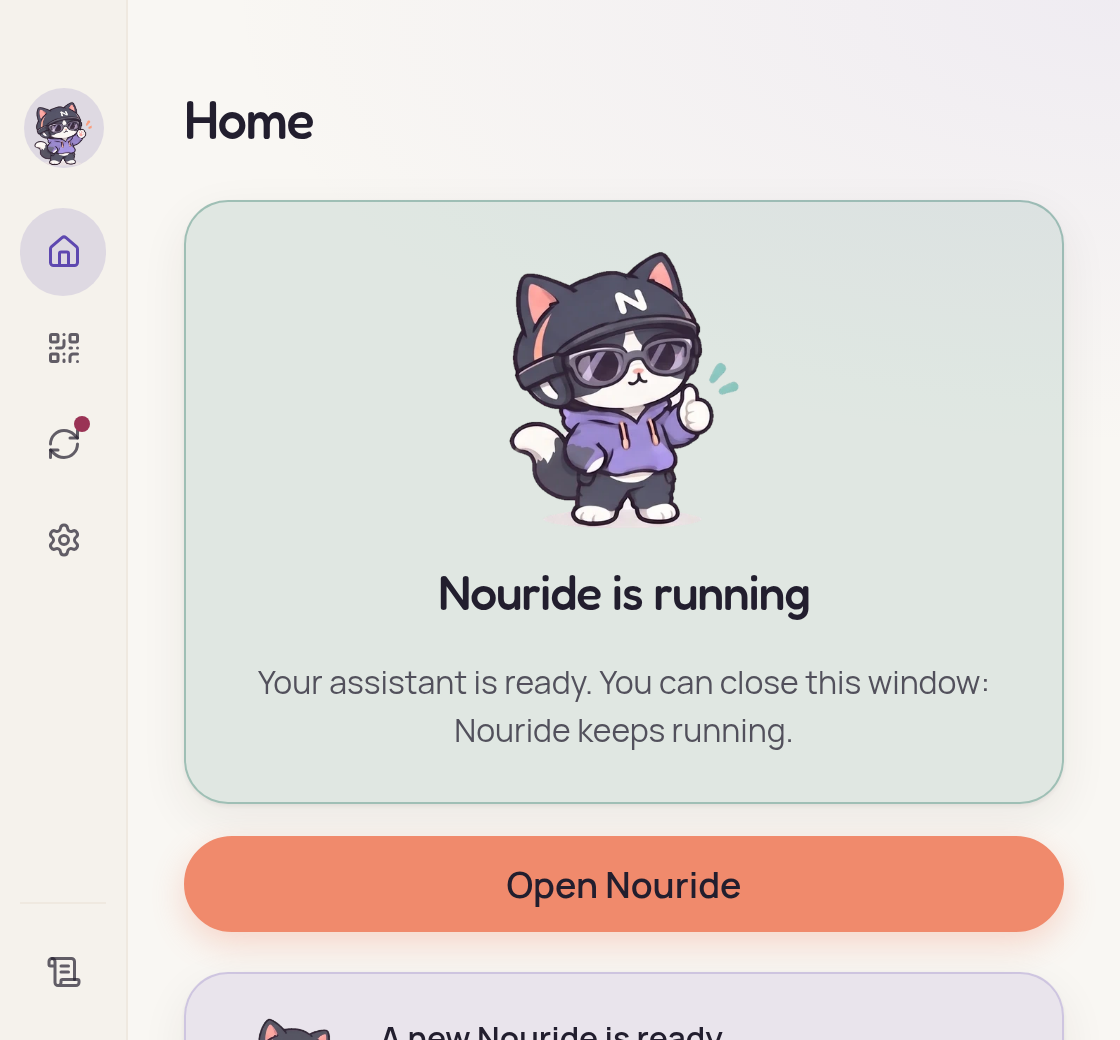 Home
N
Nouride is running
Your assistant is ready. You can close this window:
Nouride keeps running.
Open Nouride
A new Nouride is ready